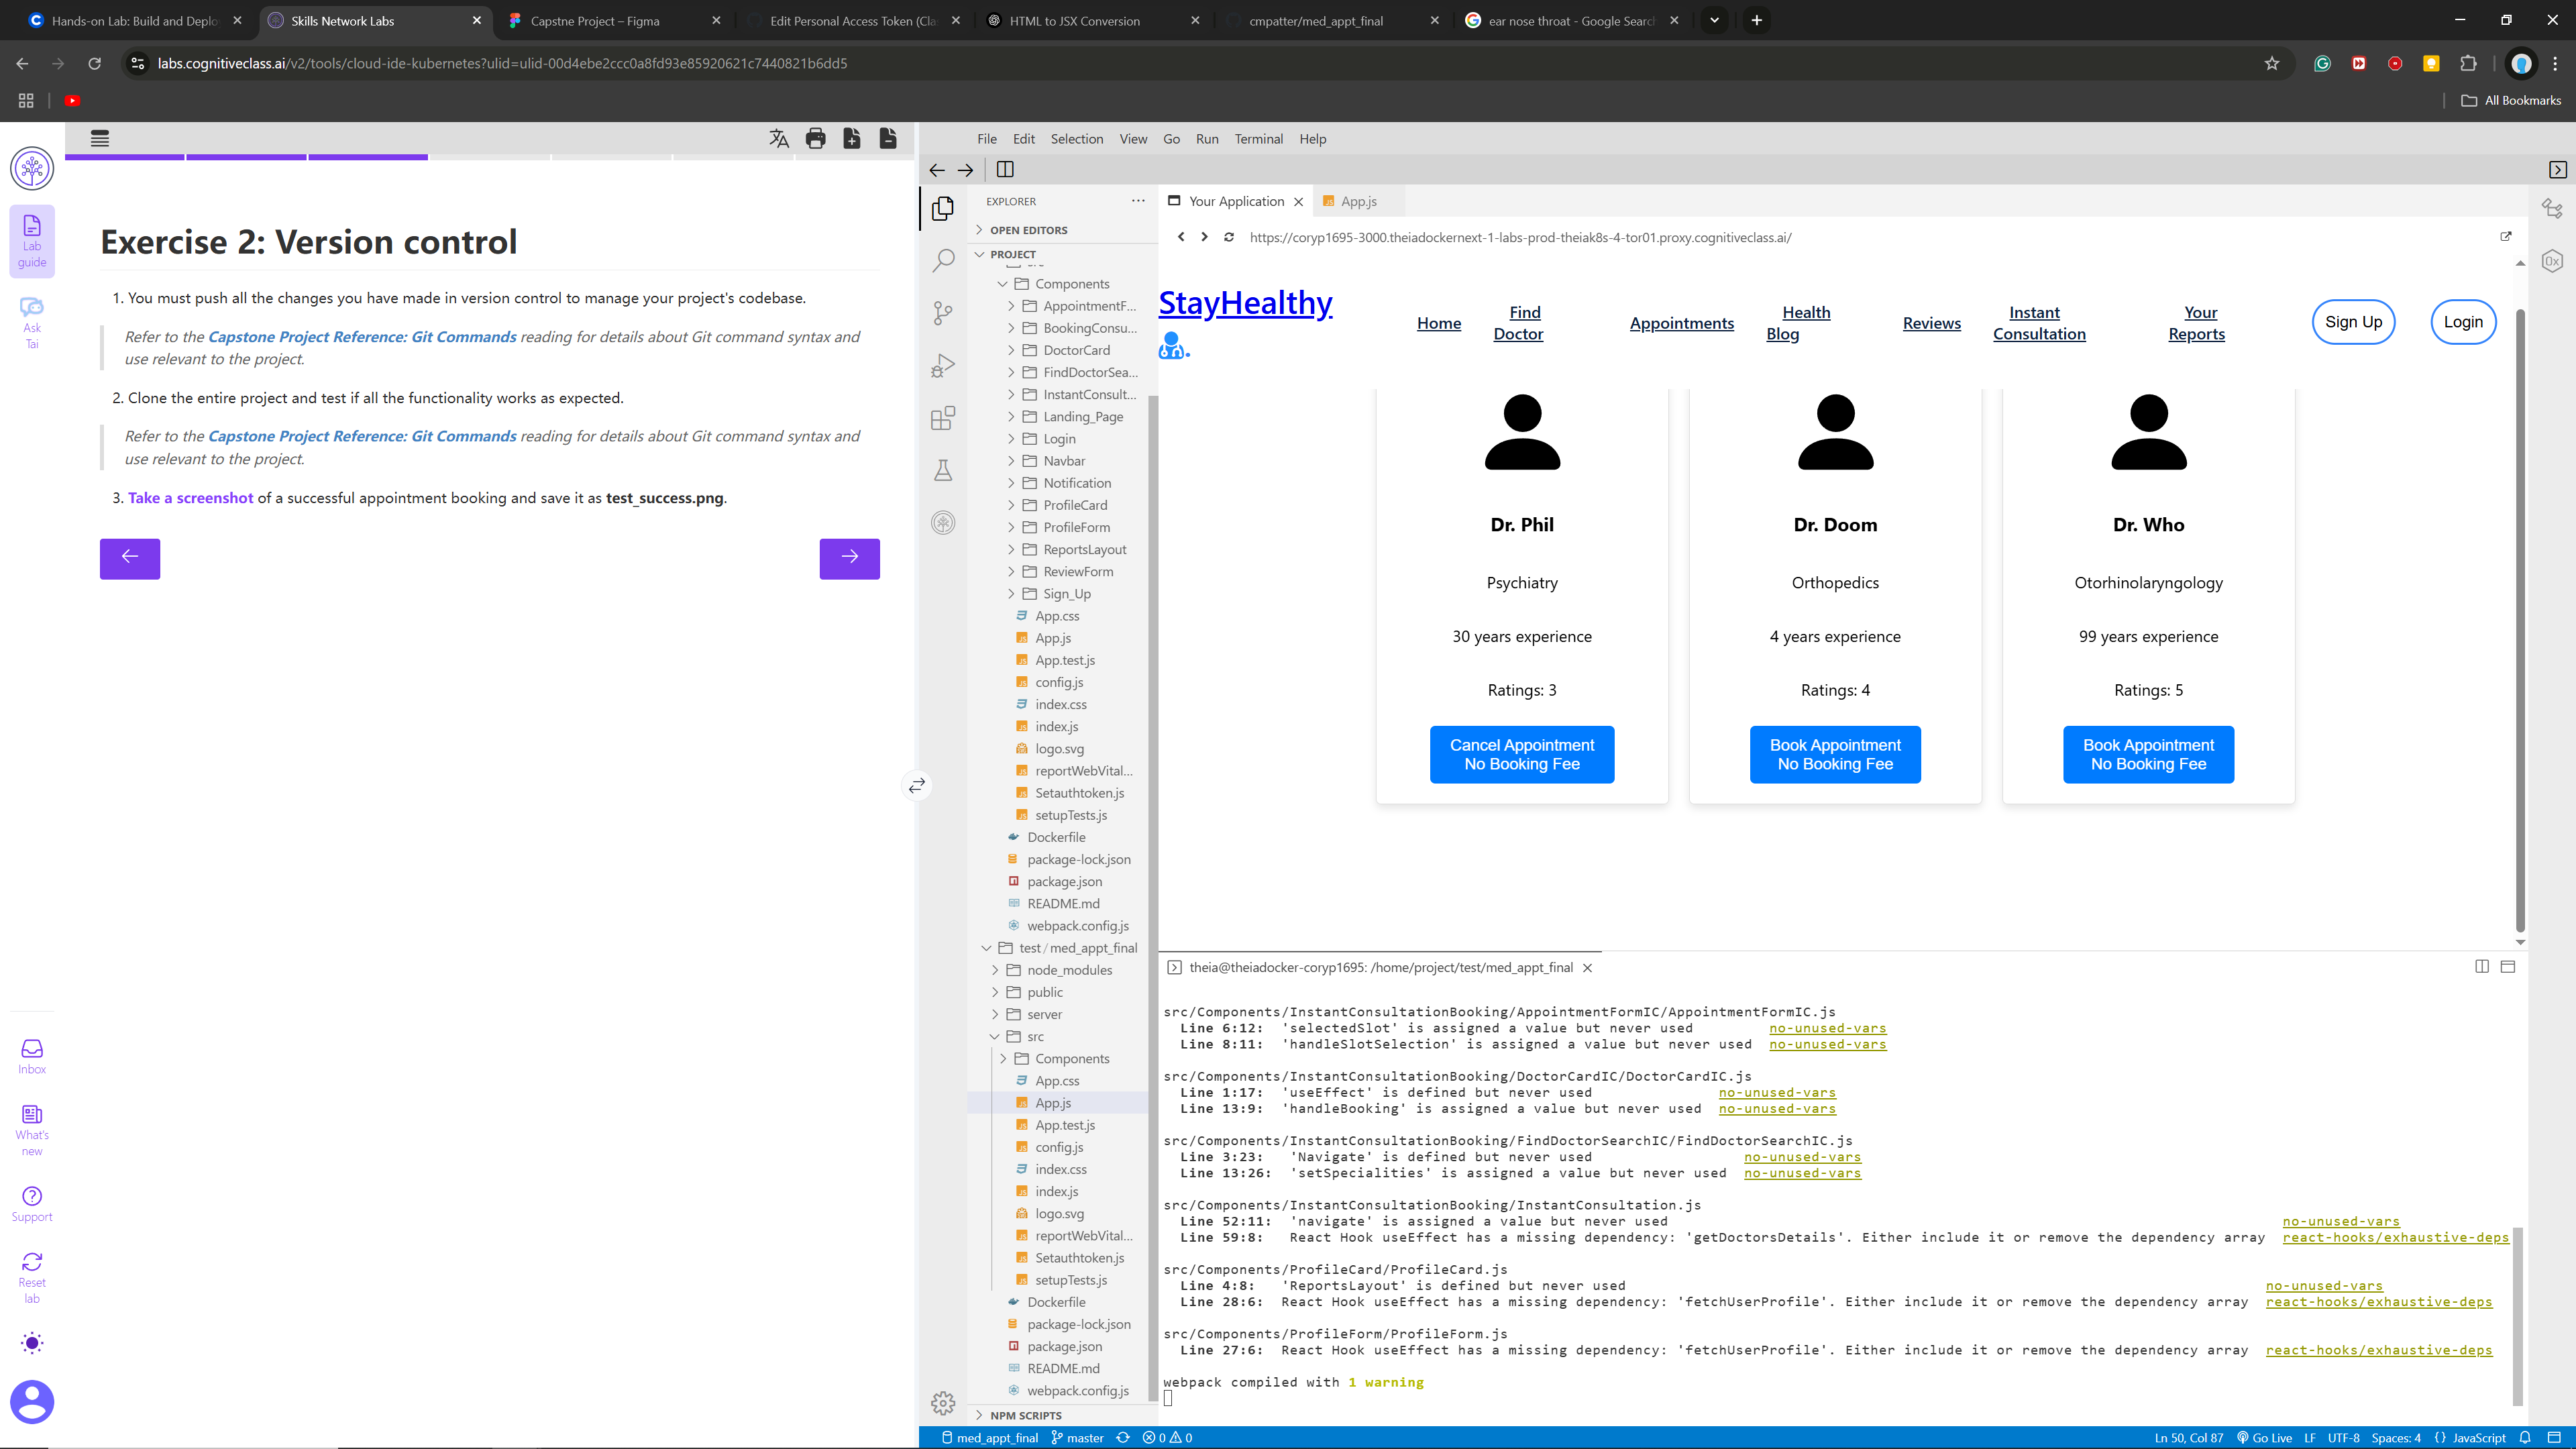 Hands-on Lab: Build and Deplo
Skills Network Labs
Capstne Project – Figma
Edit Personal Access Token (Cla
HTML to JSX Conversion
cmpatter/med_appt_final
ear nose throat - Google Search
labs.cognitiveclass.ai/v2/tools/cloud-ide-kubernetes?ulid=ulid-00d4ebe2ccc0a8fd93e85920621c7440821b6dd5
All Bookmarks
Lab
guide
Ask
Tai
Inbox
What's
new
Support
Reset
lab
Exercise 2: Version control
1. You must push all the changes you have made in version control to manage your project's codebase.
Refer to the Capstone Project Reference: Git Commands reading for details about Git command syntax and
use relevant to the project.
2. Clone the entire project and test if all the functionality works as expected.
Refer to the Capstone Project Reference: Git Commands reading for details about Git command syntax and
use relevant to the project.
3. Take a screenshot of a successful appointment booking and save it as test_success.png.
File Edit Selection View Go Run Terminal Help
EXPLORER
OPEN EDITORS
PROJECT
Components
AppointmentF...
BookingConsu...
DoctorCard
FindDoctorSea...
InstantConsult...
Landing_Page
Login
Navbar
Notification
ProfileCard
ProfileForm
ReportsLayout
ReviewForm
Sign_Up
App.css
App.js
App.test.js
config.js
index.css
index.js
logo.svg
reportWebVital...
Setauthtoken.js
setupTests.js
Dockerfile
package-lock.json
package.json
README.md
webpack.config.js
test / med_appt_final
node_modules
public
server
src
Components
App.css
App.js
App.test.js
config.js
index.css
index.js
logo.svg
reportWebVital...
Setauthtoken.js
setupTests.js
Dockerfile
package-lock.json
package.json
README.md
webpack.config.js
NPM SCRIPTS
Your Application
App.js
https://coryp1695-3000.theiadockernext-1-labs-prod-theiak8s-4-tor01.proxy.cognitiveclass.ai/
StayHealthy
Home
Find
Doctor
Appointments
Health
Blog
Reviews
Instant
Consultation
Your
Reports
Sign Up
Login
Dr. Phil
Psychiatry
30 years experience
Ratings: 3
Cancel Appointment
No Booking Fee
Dr. Doom
Orthopedics
4 years experience
Ratings: 4
Book Appointment
No Booking Fee
Dr. Who
Otorhinolaryngology
99 years experience
Ratings: 5
Book Appointment
No Booking Fee
theia@theiadocker-coryp1695: /home/project/test/med_appt_final
src/Components/InstantConsultationBooking/AppointmentFormIC/AppointmentFormIC.js
Line 6:12: 'selectedSlot' is assigned a value but never used no-unused-vars
Line 8:11: 'handleSlotSelection' is assigned a value but never used no-unused-vars
src/Components/InstantConsultationBooking/DoctorCardIC/DoctorCardIC.js
Line 1:17: 'useEffect' is defined but never used no-unused-vars
Line 13:9: 'handleBooking' is assigned a value but never used no-unused-vars
src/Components/InstantConsultationBooking/FindDoctorSearchIC/FindDoctorSearchIC.js
Line 3:23: 'Navigate' is defined but never used no-unused-vars
Line 13:26: 'setSpecialities' is assigned a value but never used no-unused-vars
src/Components/InstantConsultationBooking/InstantConsultation.js
Line 52:11: 'navigate' is assigned a value but never used no-unused-vars
Line 59:8: React Hook useEffect has a missing dependency: 'getDoctorsDetails'. Either include it or remove the dependency array react-hooks/exhaustive-deps
src/Components/ProfileCard/ProfileCard.js
Line 4:8: 'ReportsLayout' is defined but never used no-unused-vars
Line 28:6: React Hook useEffect has a missing dependency: 'fetchUserProfile'. Either include it or remove the dependency array react-hooks/exhaustive-deps
src/Components/ProfileForm/ProfileForm.js
Line 27:6: React Hook useEffect has a missing dependency: 'fetchUserProfile'. Either include it or remove the dependency array react-hooks/exhaustive-deps
webpack compiled with 1 warning
med_appt_final master 0 0
Ln 50, Col 87 Go Live LF UTF-8 Spaces: 4 JavaScript